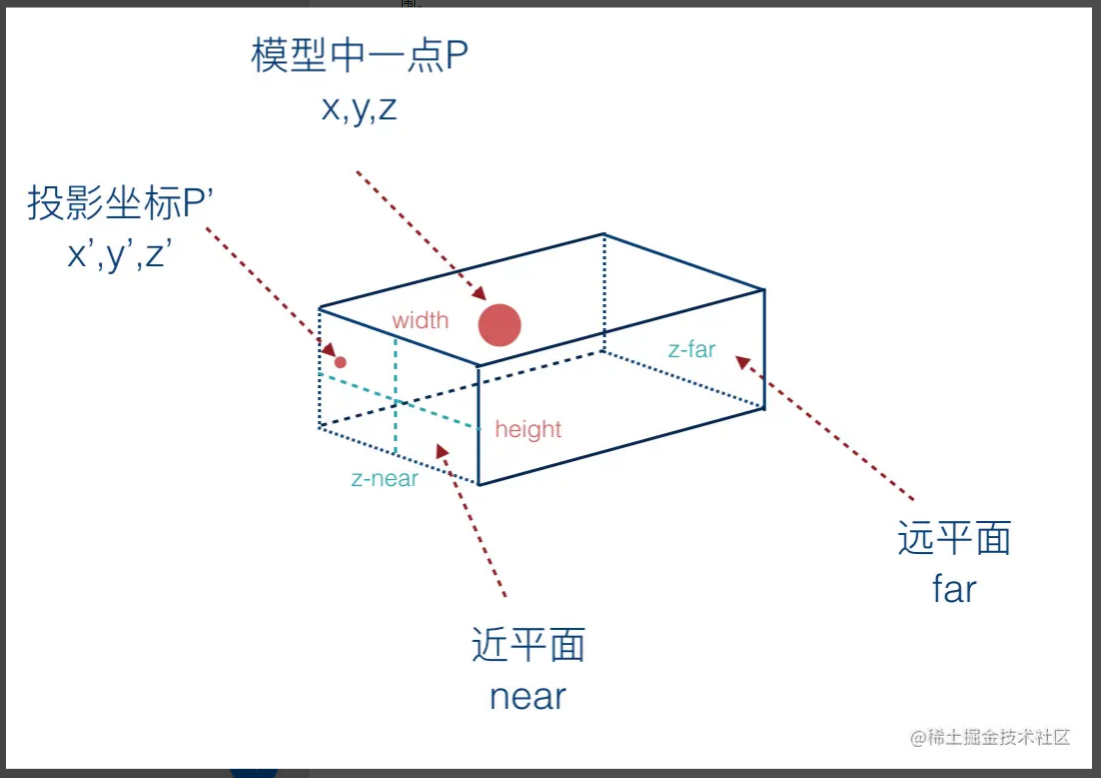 模型中一点P
x,y,z
投影坐标P’
x’,y’,z’
width
z-far
height
z-near
远平面
far
近平面
near
@稀土掘金技术社区